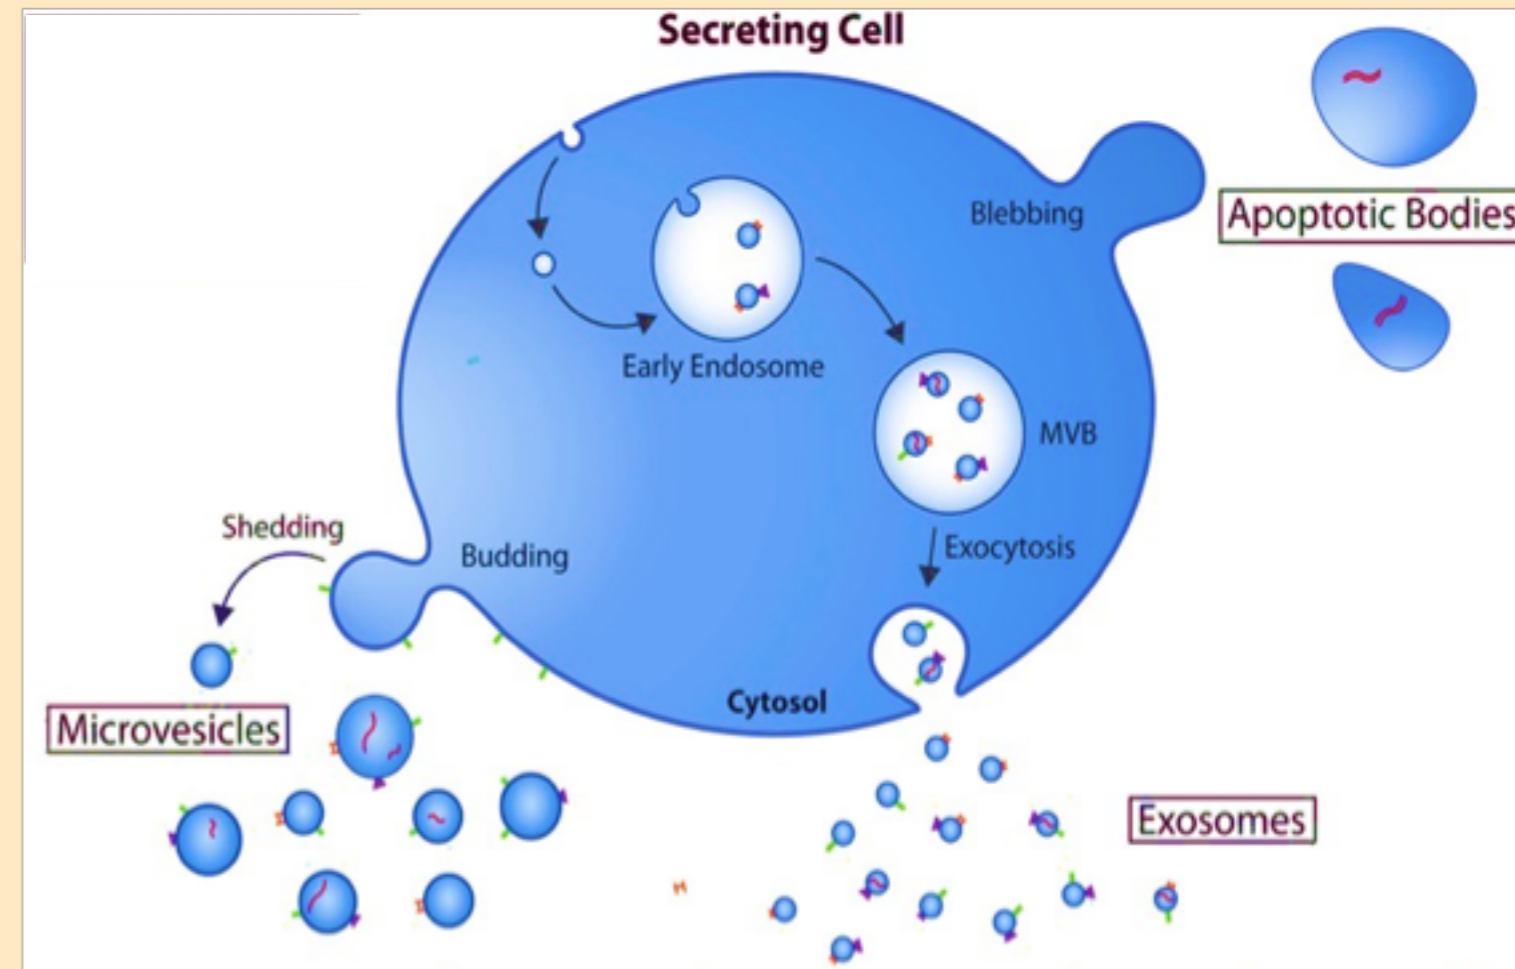 Secreting Cell
Blebbing
Apoptotic Bodies
Early Endosome
MVB
Shedding
Budding
Exocytosis
Cytosol
Microvesicles
Exosomes